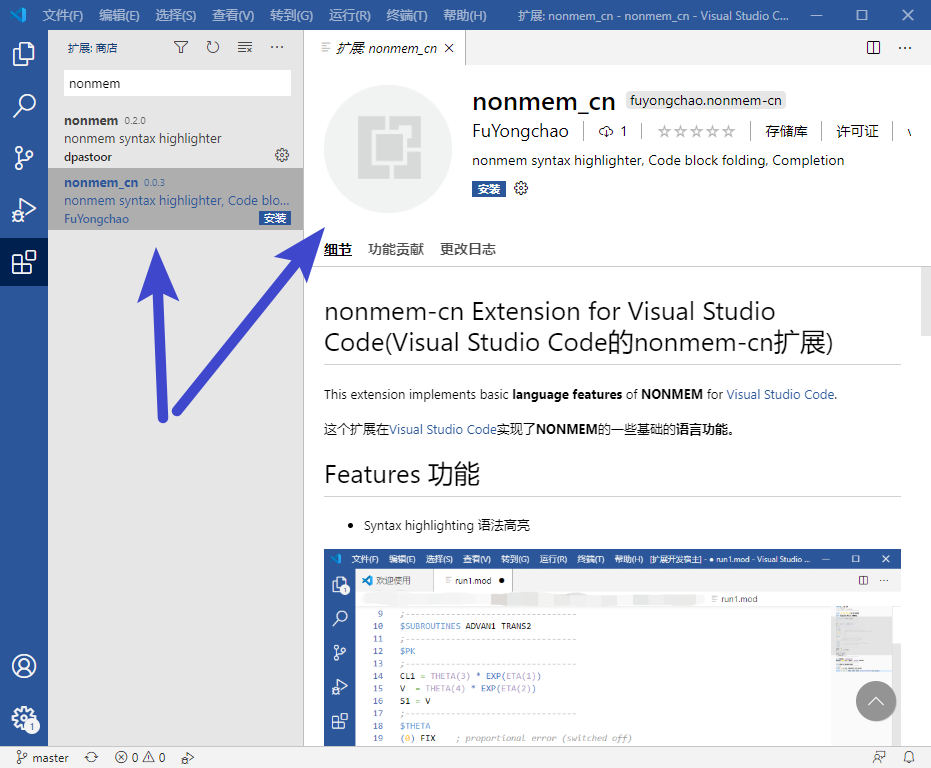 文件(F) 编辑(E) 选择(S) 查看(V) 转到(G) 运行(R) 终端(T) 帮助(H) 扩展: nonmem_cn - nonmem_cn - Visual Studio C...
扩展: 商店
扩展: nonmem_cn
nonmem
nonmem 0.2.0
nonmem syntax highlighter
dpastoor
nonmem_cn 0.0.3
nonmem syntax highlighter, Code blo...
FuYongchao 安装
nonmem_cn fuyongchao.nonmem-cn
FuYongchao 1 存储库 许可证
nonmem syntax highlighter, Code block folding, Completion
安装
细节 功能贡献 更改日志
nonmem-cn Extension for Visual Studio
Code(Visual Studio Code的nonmem-cn扩展)
This extension implements basic language features of NONMEM for Visual Studio Code.
这个扩展在Visual Studio Code实现了NONMEM的一些基础的语言功能。
Features 功能
• Syntax highlighting 语法高亮
文件(F) 编辑(E) 选择(S) 查看(V) 转到(G) 运行(R) 终端(T) 帮助(H) [扩展开发宿主] - ● run1.mod - Visual Studio ...
欢迎使用 run1.mod ●
run1.mod
1
9 ;------------------------------------
10 $SUBROUTINES ADVAN1 TRANS2
11 ;------------------------------------
12 $PK
13 ;------------------------------------
14 CL1 = THETA(3) * EXP(ETA(1))
15 V = THETA(4) * EXP(ETA(2))
16 S1 = V
17 ;------------------------------------
18 $THETA
19 (0) FIX ; proportional error (switched off)
1
master 0 0